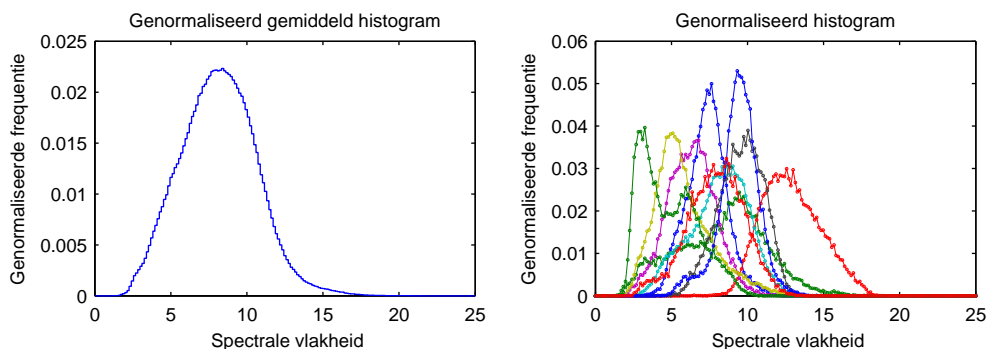 Genormaliseerd gemiddeld histogram
Genormaliseerde frequentie
0.025
0.02
0.015
0.01
0.005
0
0 5 10 15 20 25
Spectrale vlakheid
Genormaliseerd histogram
Genormaliseerde frequentie
0.06
0.05
0.04
0.03
0.02
0.01
0
0 5 10 15 20 25
Spectrale vlakheid